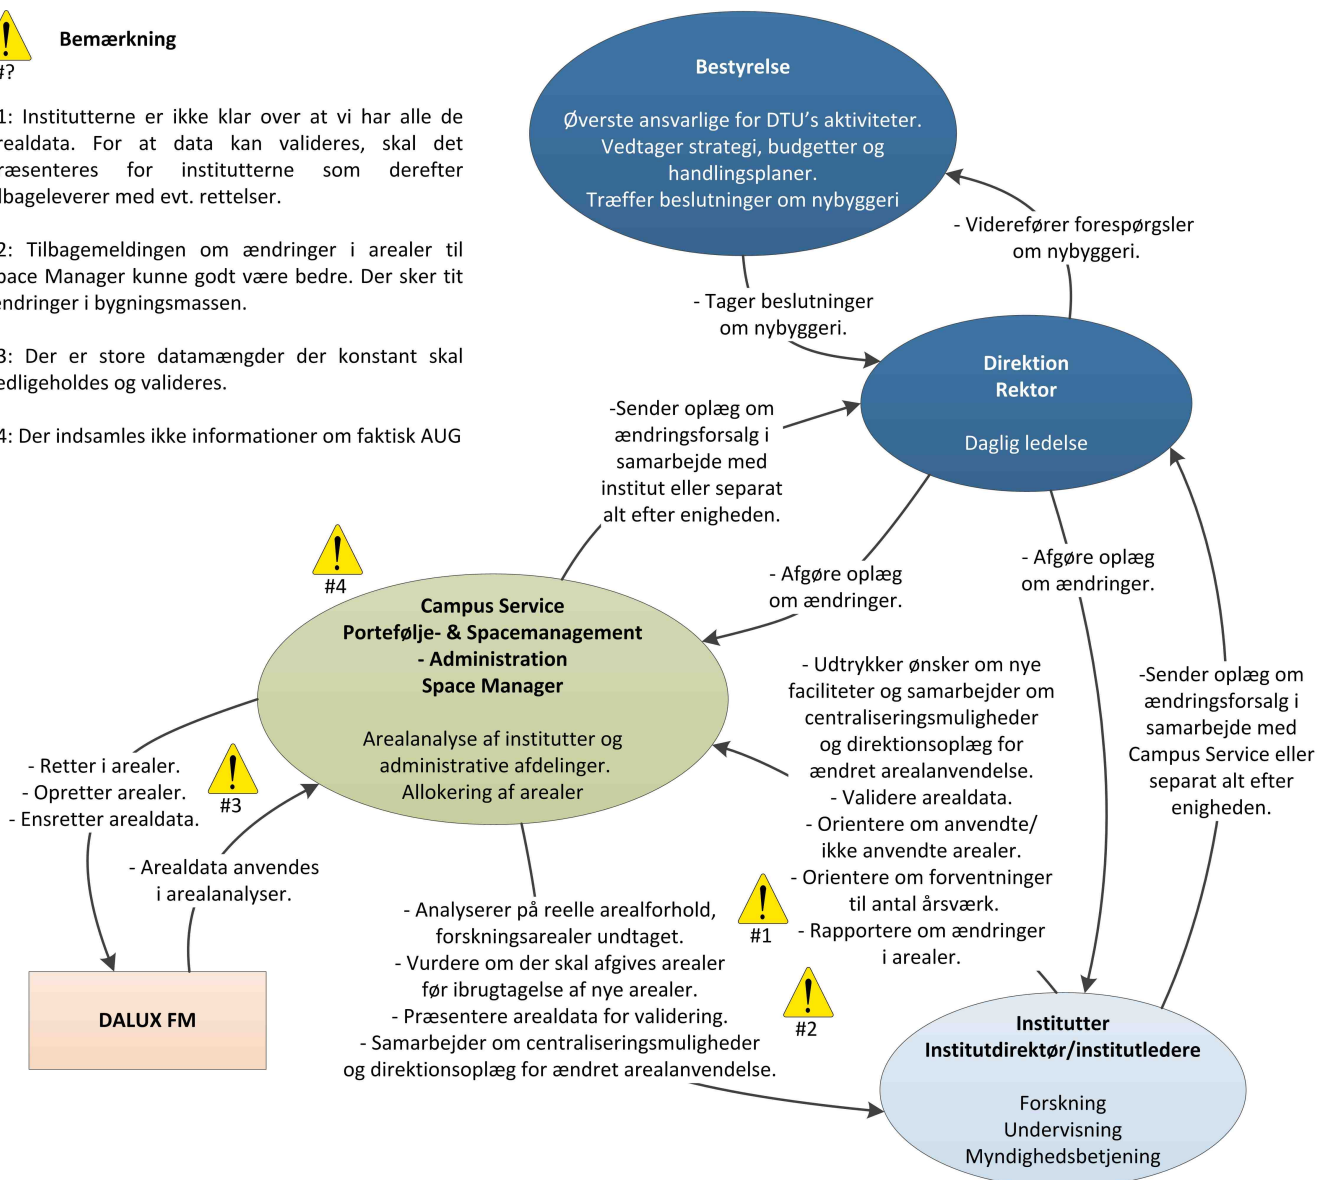 Bemærkning
#?
1: Institutterne er ikke klar over at vi har alle de
realdata. For at data kan valideres, skal det
ræsenteres for institutterne som derefter
lbageleverer med evt. rettelser.
2: Tilbagemeldingen om ændringer i arealer til
pace Manager kunne godt være bedre. Der sker tit
endringer i bygningsmassen.
3: Der er store datamængder der konstant skal
edligeholdes og valideres.
4: Der indsamles ikke informationer om faktisk AUG
Bestyrelse
Øverste ansvarlige for DTU's aktiviteter.
Vedtager strategi, budgetter og
handlingsplaner.
Træffer beslutninger om nybyggeri
- Viderefører forespørgsler
om nybyggeri.
- Tager beslutninger
om nybyggeri.
Direktion
Rektor
Daglig ledelse
-Sender oplæg om
ændringsforsalg i
samarbejde med
institut eller separat
alt efter enigheden.
- Afgøre oplæg
om ændringer.
- Afgøre oplæg
om ændringer.
#4
Campus Service
Portefølje- & Spacemanagement
- Administration
Space Manager
Arealanalyse af institutter og
administrative afdelinger.
Allokering af arealer
- Udtrykker ønsker om nye
faciliteter og samarbejder om
centraliseringsmuligheder
og direktionsoplæg for
ændret arealanvendelse.
- Validere arealdata.
- Orientere om anvendte/
ikke anvendte arealer.
- Orientere om forventninger
til antal årsværk.
- Rapportere om ændringer
i arealer.
-Sender oplæg om
ændringsforsalg i
samarbejde med
Campus Service eller
separat alt efter
enigheden.
- Retter i arealer.
- Opretter arealer.
- Ensretter arealdata.
#3
- Arealdata anvendes
i arealanalyser.
- Analyserer på reelle arealforhold,
forskningsarealer undtaget.
- Vurdere om der skal afgives arealer
før ibrugtagelse af nye arealer.
- Præsentere arealdata for validering.
- Samarbejder om centraliseringsmuligheder
og direktionsoplæg for ændret arealanvendelse.
#1
#2
DALUX FM
Institutter
Institutdirektør/institutledere
Forskning
Undervisning
Myndighedsbetjening